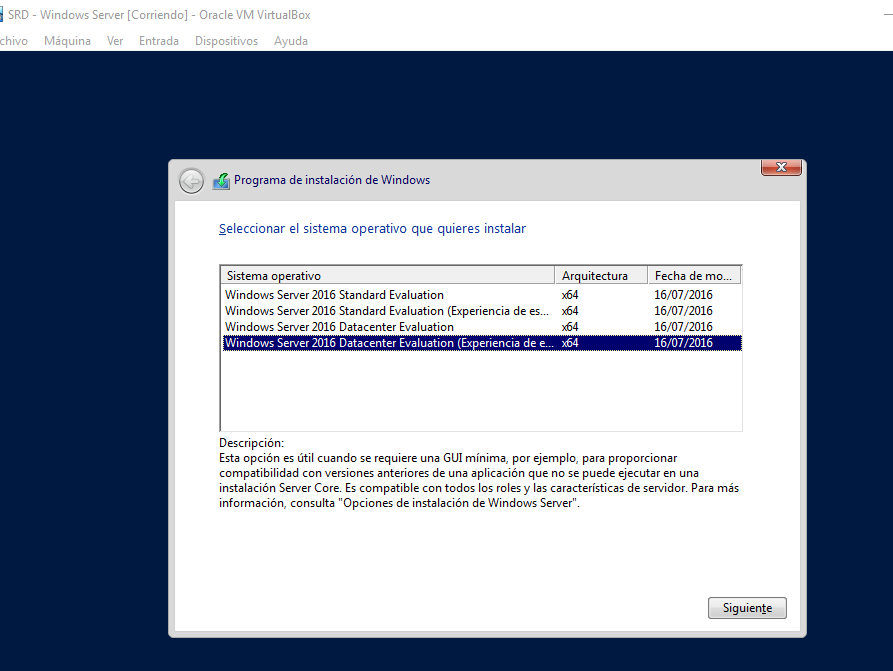 SRD - Windows Server [Corriendo] - Oracle VM VirtualBox
chivo Máquina Ver Entrada Dispositivos Ayuda
Programa de instalación de Windows
Seleccionar el sistema operativo que quieres instalar
Sistema operativo Arquitectura Fecha de mo...
Windows Server 2016 Standard Evaluation x64 16/07/2016
Windows Server 2016 Standard Evaluation (Experiencia de es... x64 16/07/2016
Windows Server 2016 Datacenter Evaluation x64 16/07/2016
Windows Server 2016 Datacenter Evaluation (Experiencia de e... x64 16/07/2016
Descripción:
Esta opción es útil cuando se requiere una GUI mínima, por ejemplo, para proporcionar
compatibilidad con versiones anteriores de una aplicación que no se puede ejecutar en una
instalación Server Core. Es compatible con todos los roles y las características de servidor. Para más
información, consulta "Opciones de instalación de Windows Server".
Siguiente